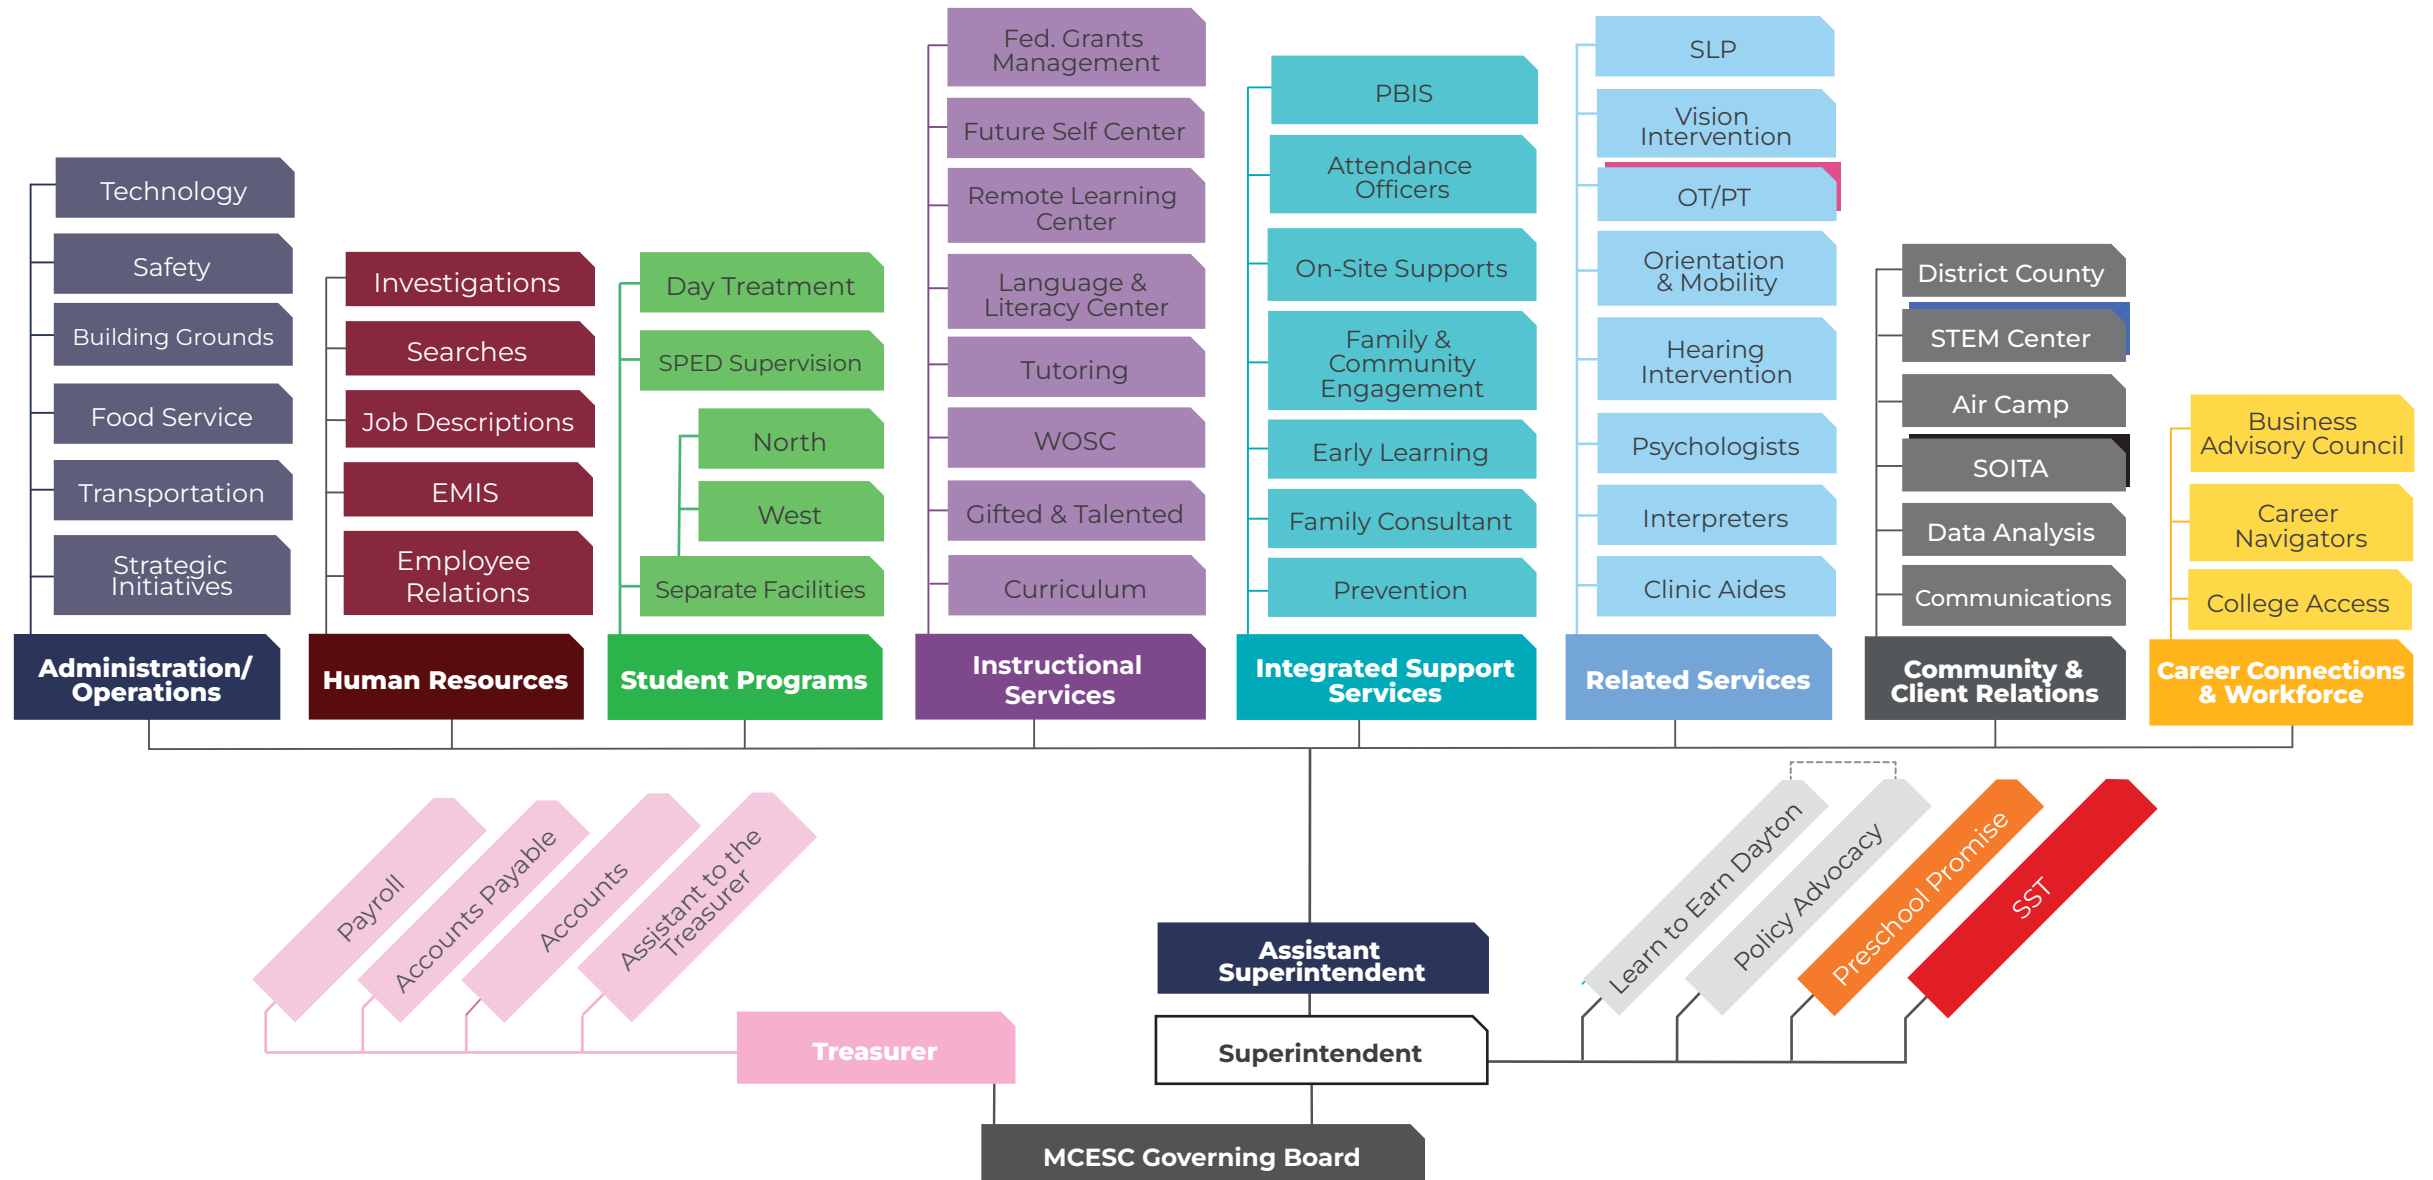 Technology
Safety
Building Grounds
Food Service
Transportation
Strategic
Initiatives
Administration/
Operations
Investigations
Searches
Job Descriptions
EMIS
Employee
Relations
Human Resources
Day Treatment
SPED Supervision
North
West
Separate Facilities
Student Programs
Fed. Grants
Management
Future Self Center
Remote Learning
Center
Language &
Literacy Center
Tutoring
WOSC
Gifted & Talented
Curriculum
Instructional
Services
PBIS
Attendance
Officers
On-Site Supports
Family &
Community
Engagement
Early Learning
Family Consultant
Prevention
Integrated Support
Services
SLP
Vision
Intervention
OT/PT
Orientation
& Mobility
Hearing
Intervention
Psychologists
Interpreters
Clinic Aides
Related Services
District County
STEM Center
Air Camp
SOITA
Data Analysis
Communications
Community &
Client Relations
Business
Advisory Council
Career
Navigators
College Access
Career Connections
& Workforce
Payroll
Accounts Payable
Accounts
Assistant to the
Treasurer
Treasurer
Assistant
Superintendent
Superintendent
Learn to Earn Dayton
Policy Advocacy
Preschool Promise
SST
MCESC Governing Board